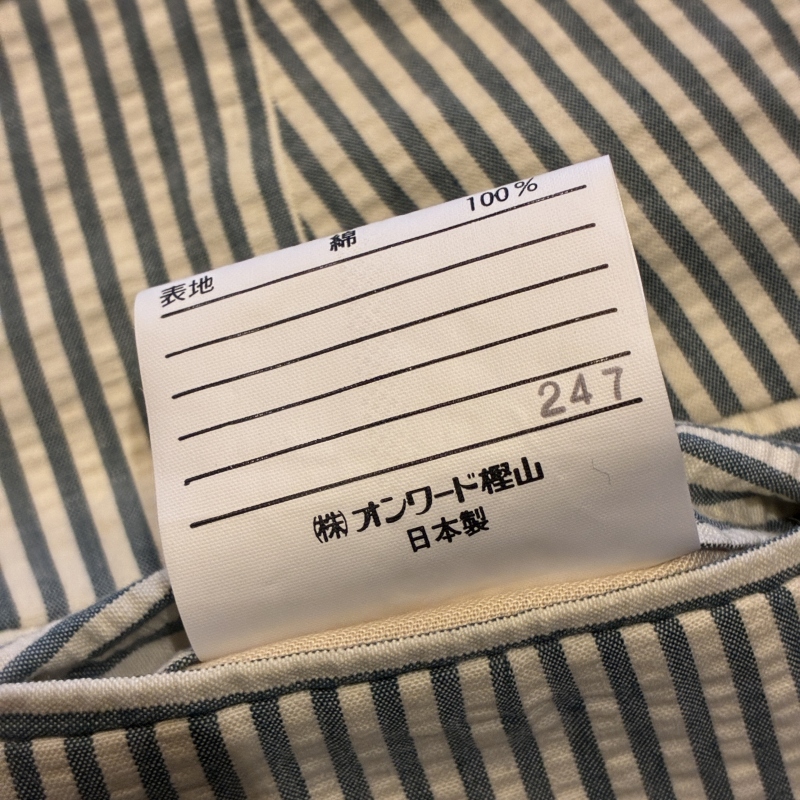 表地 綿 100%
247
㈱オンワード樫山
日本製